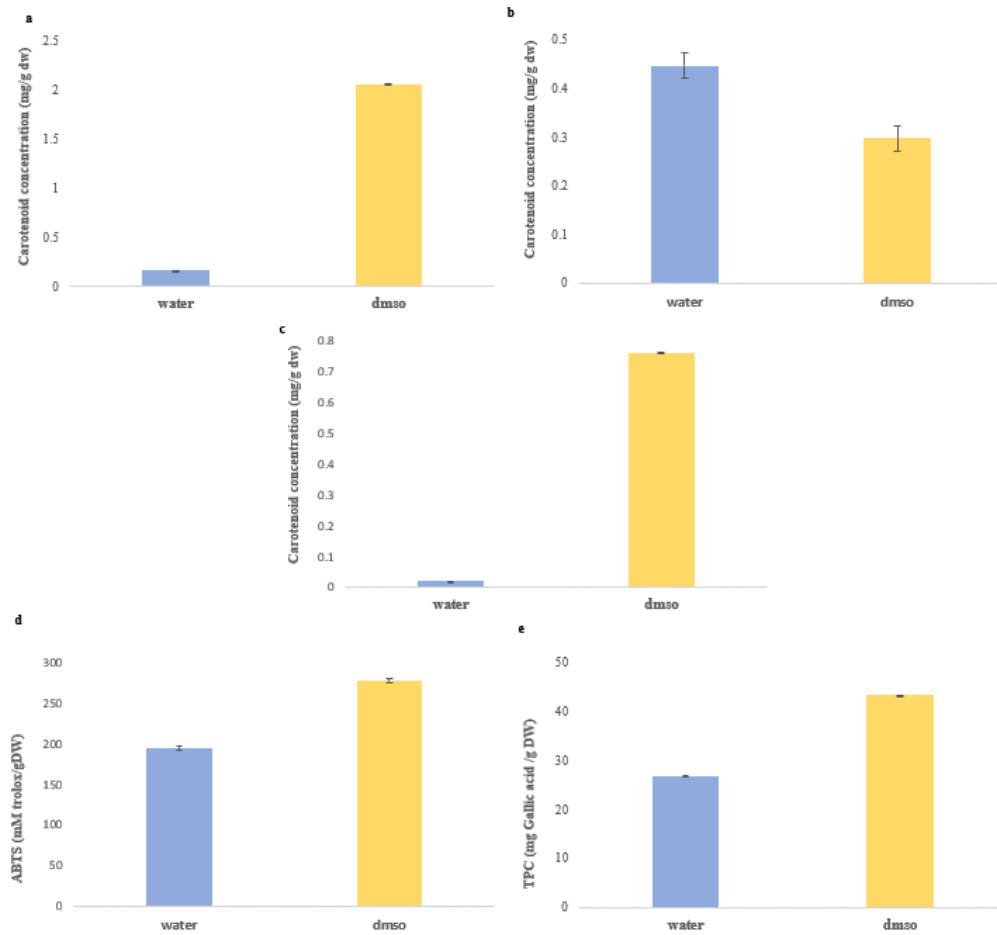 a
Carotenoid concentration (mg/g dw)
2.5
2
1.5
1
0.5
0
water
dmso
b
Carotenoid concentration (mg/g dw)
0.5
0.4
0.3
0.2
0.1
0
water
dmso
c
Carotenoid concentration (mg/g dw)
0.8
0.7
0.6
0.5
0.4
0.3
0.2
0.1
0
water
dmso
d
ABTS (mM trolox/gDW)
300
250
200
150
100
50
0
water
dmso
e
TPC (mg Gallic acid /g DW)
50
40
30
20
10
0
water
dmso